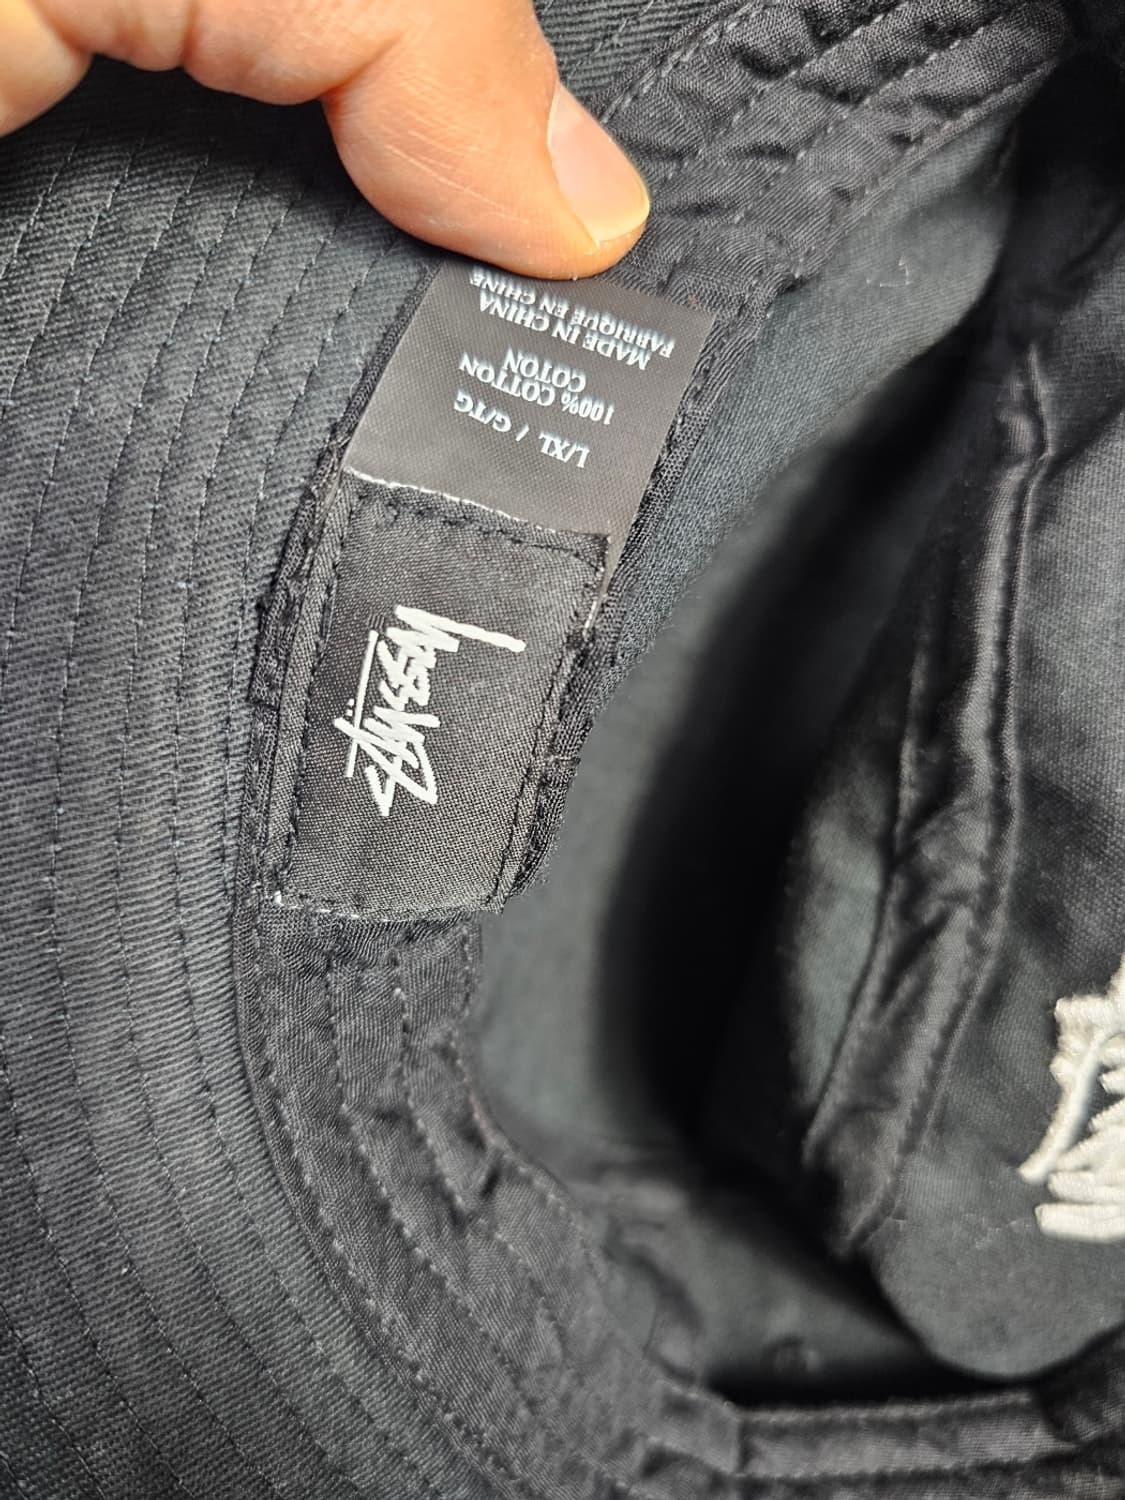 Stüssy
L/XL / G/TG
100% COTTON
COTON
MADE IN CHINA
FABRIQUE EN CHINE